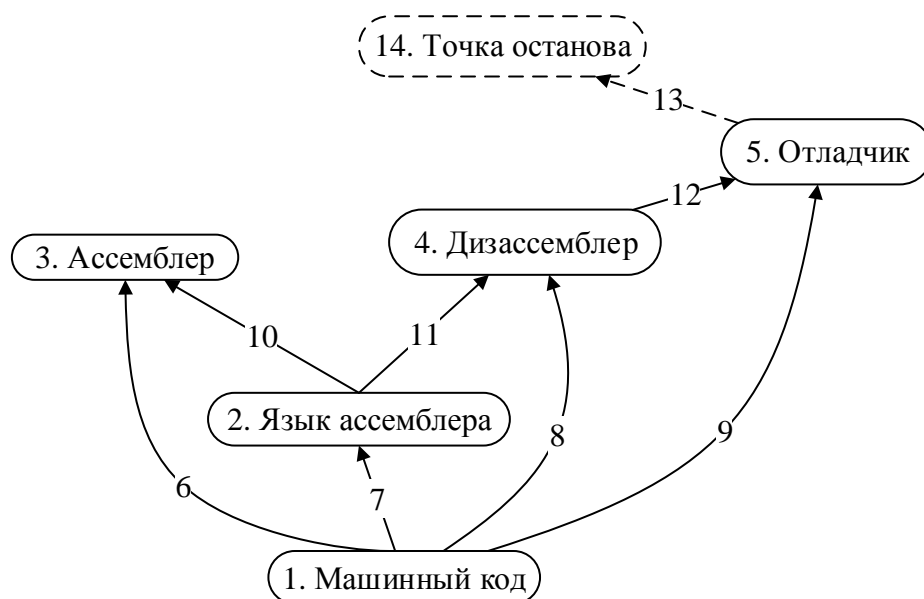 14. Точка останова
13
5. Отладчик
12
4. Дизассемблер
3. Ассемблер
10
11
2. Язык ассемблера
8
9
6
7
1. Машинный код